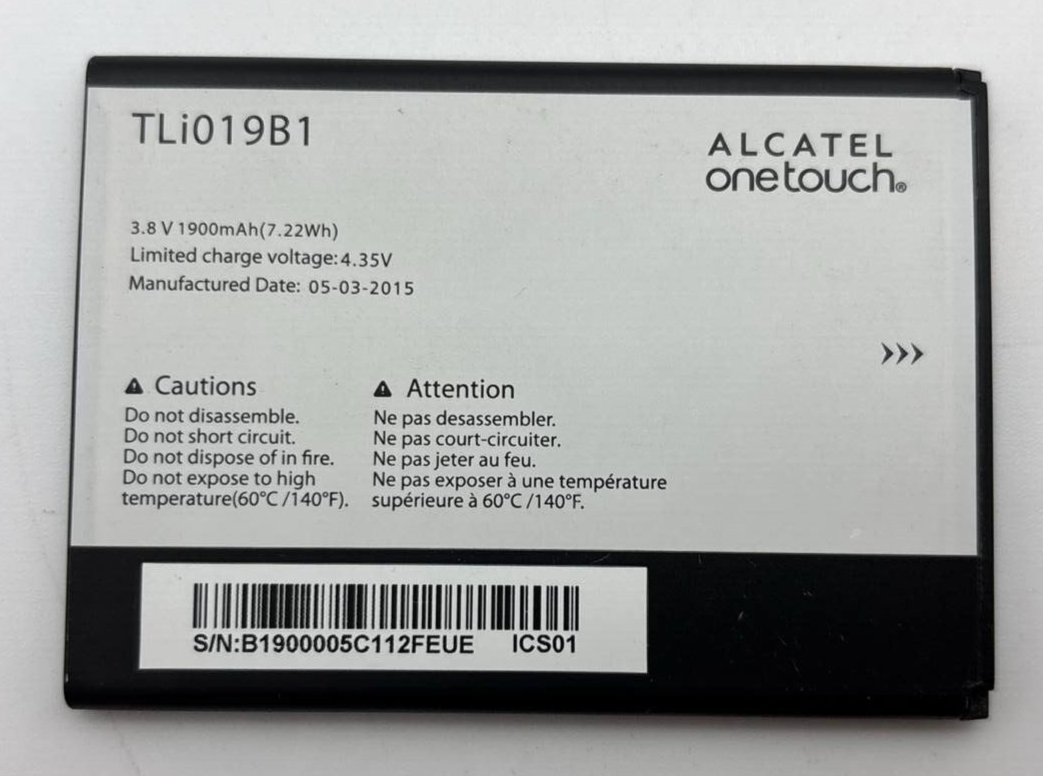 TLi019B1
ALCATEL
onetouch®
3.8 V 1900mAh(7.22Wh)
Limited charge voltage:4.35V
Manufactured Date: 05-03-2015
Cautions
Do not disassemble.
Do not short circuit.
Do not dispose of in fire.
Do not expose to high
temperature(60°C /140°F).
Attention
Ne pas desassembler.
Ne pas court-circuiter.
Ne pas jeter au feu.
Ne pas exposer à une température
supérieure à 60°C /140°F.
S/N:B1900005C112FEUE ICS01